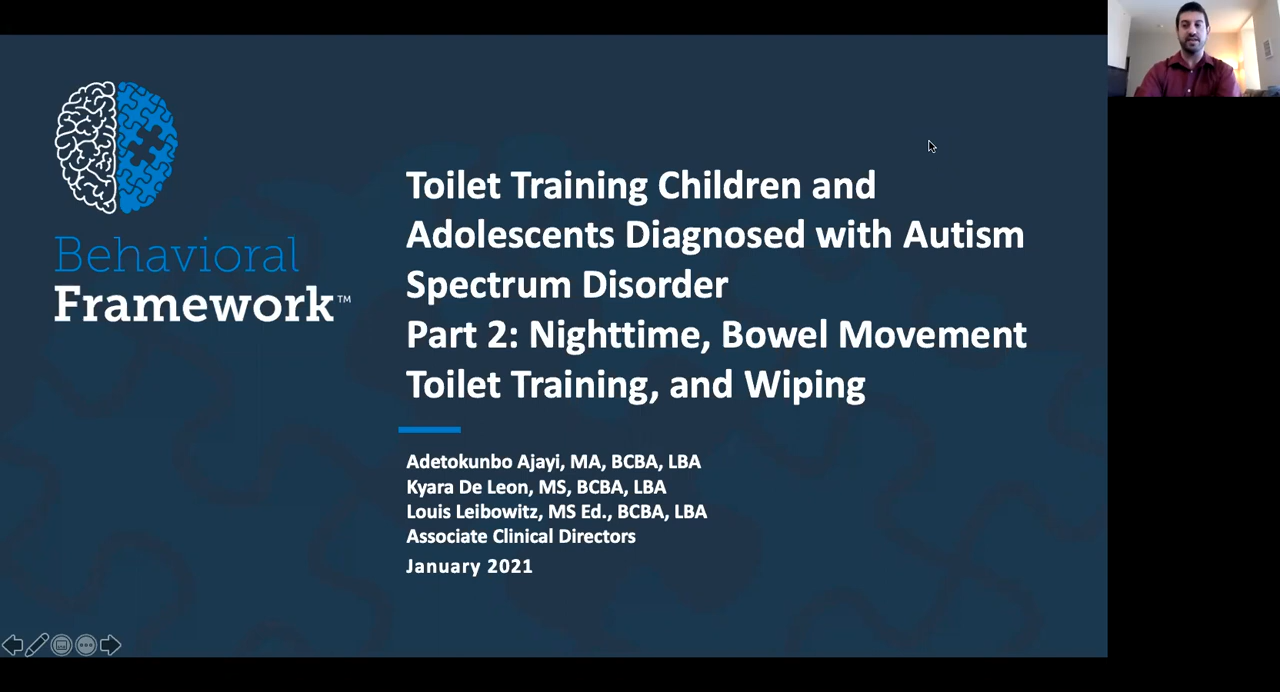 Behavioral
Framework™
Toilet Training Children and
Adolescents Diagnosed with Autism
Spectrum Disorder
Part 2: Nighttime, Bowel Movement
Toilet Training, and Wiping
Adetokunbo Ajayi, MA, BCBA, LBA
Kyara De Leon, MS, BCBA, LBA
Louis Leibowitz, MS Ed., BCBA, LBA
Associate Clinical Directors
January 2021